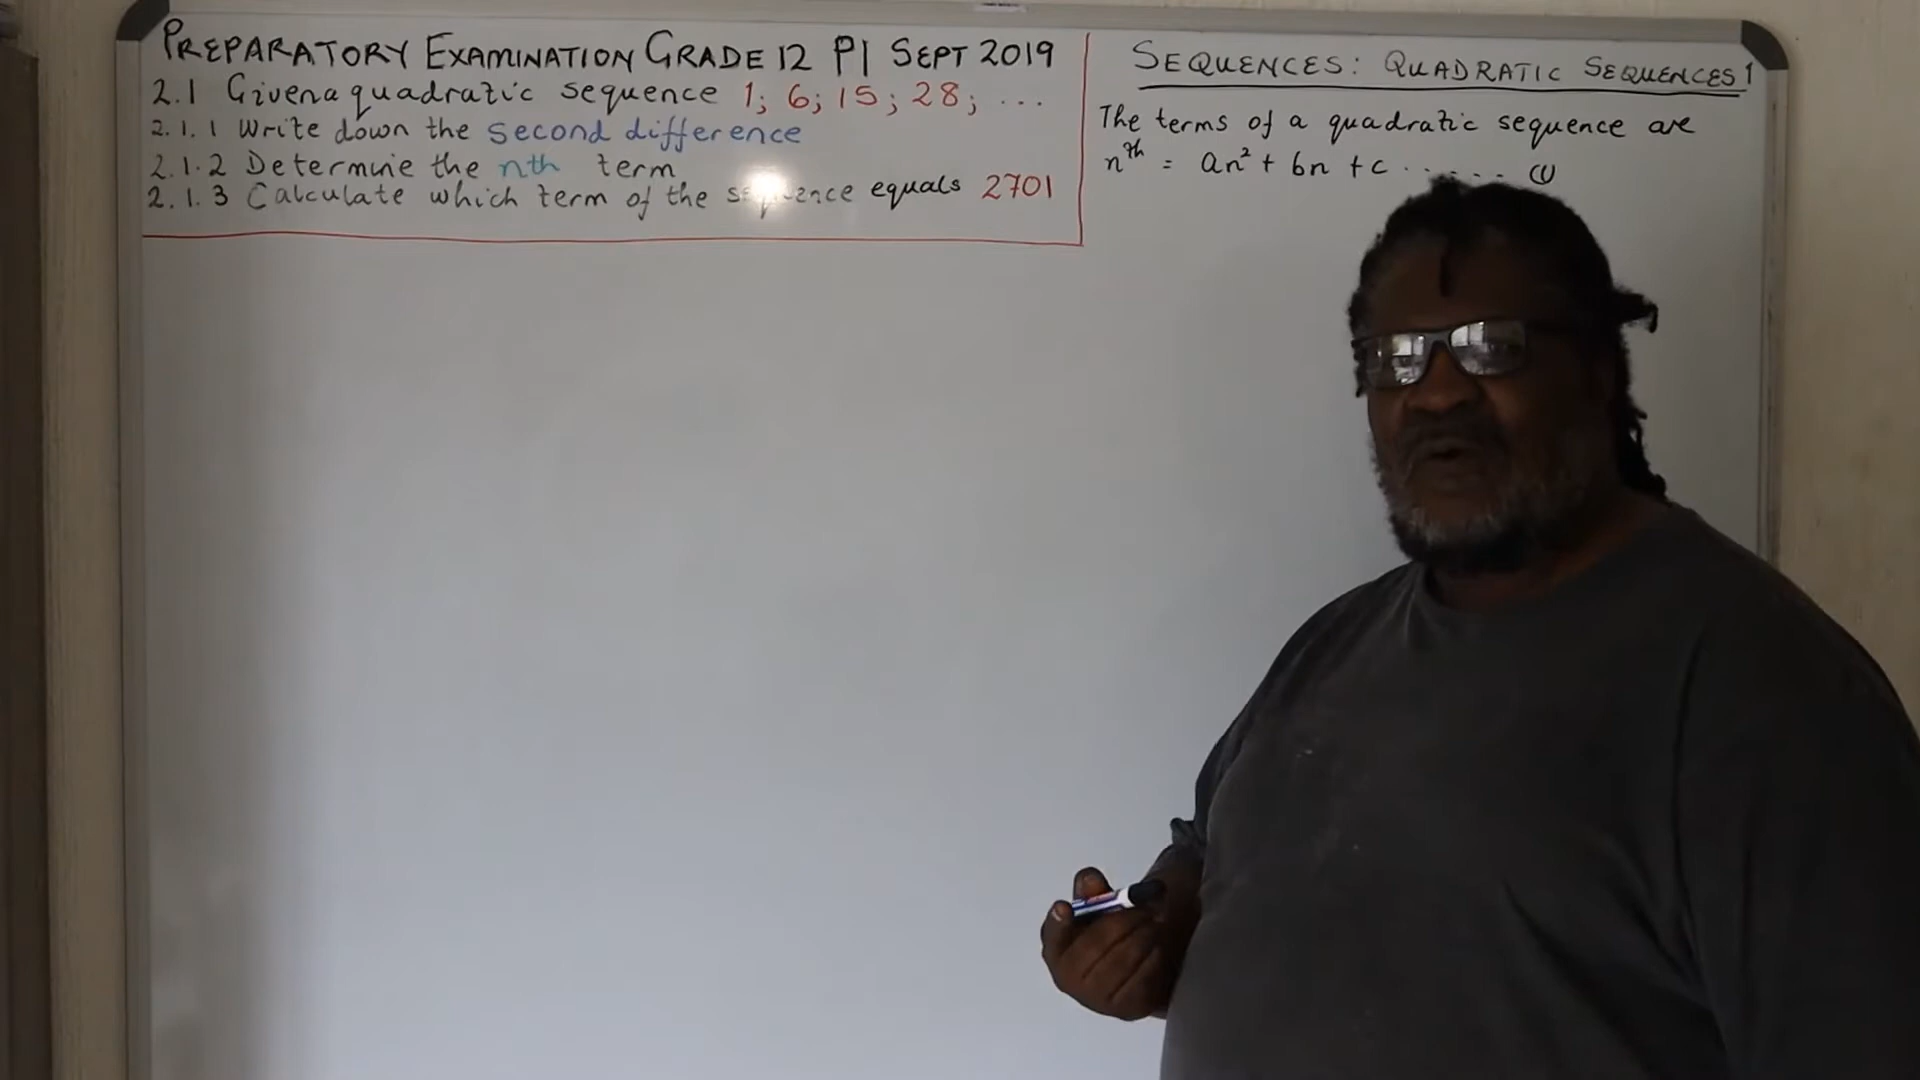 PREPARATORY EXAMINATION GRADE 12 P1 SEPT 2019
2.1 Given a quadratic sequence 1; 6; 15; 28; ...
2.1.1 Write down the second difference
2.1.2 Determine the nth term
2.1.3 Calculate which term of the sequence equals 2701
SEQUENCES: QUADRATIC SEQUENCES 1
The terms of a quadratic sequence are
nᵗʰ = an² + bn + c ...... (1)